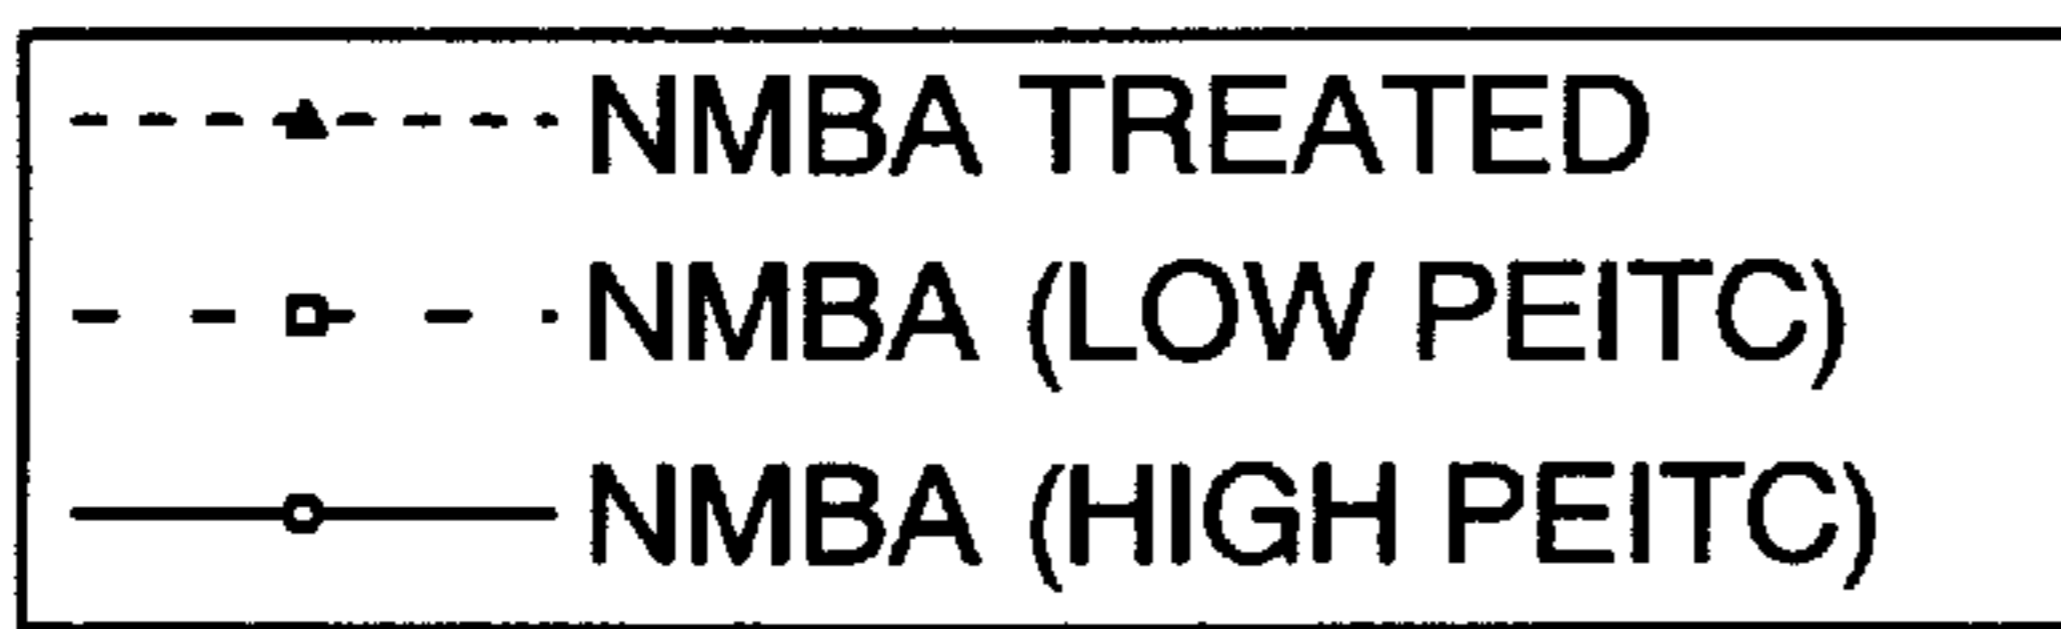 NMBA TREATED
NMBA (LOW PEITC)
NMBA (HIGH PEITC)